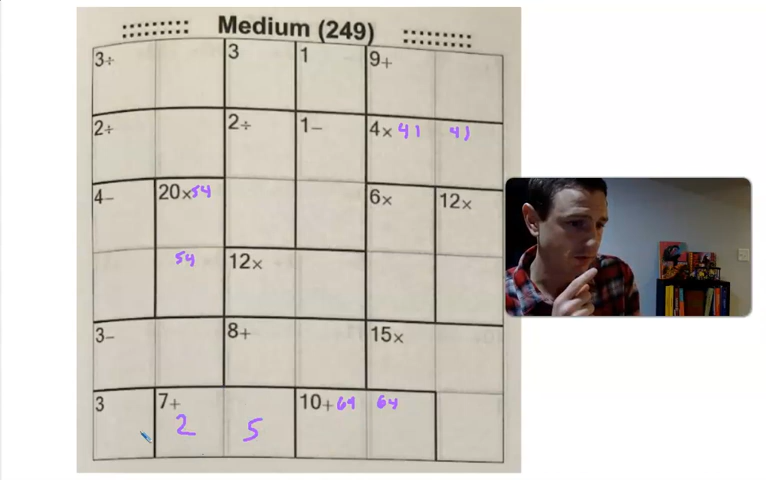 Medium (249)
3÷ 3 1 9+
2÷ 2÷ 1− 4× 41 41
4− 20× 54 6× 12×
54 12×
3− 8+ 15×
3 7+ 10+ 64 64
2 5